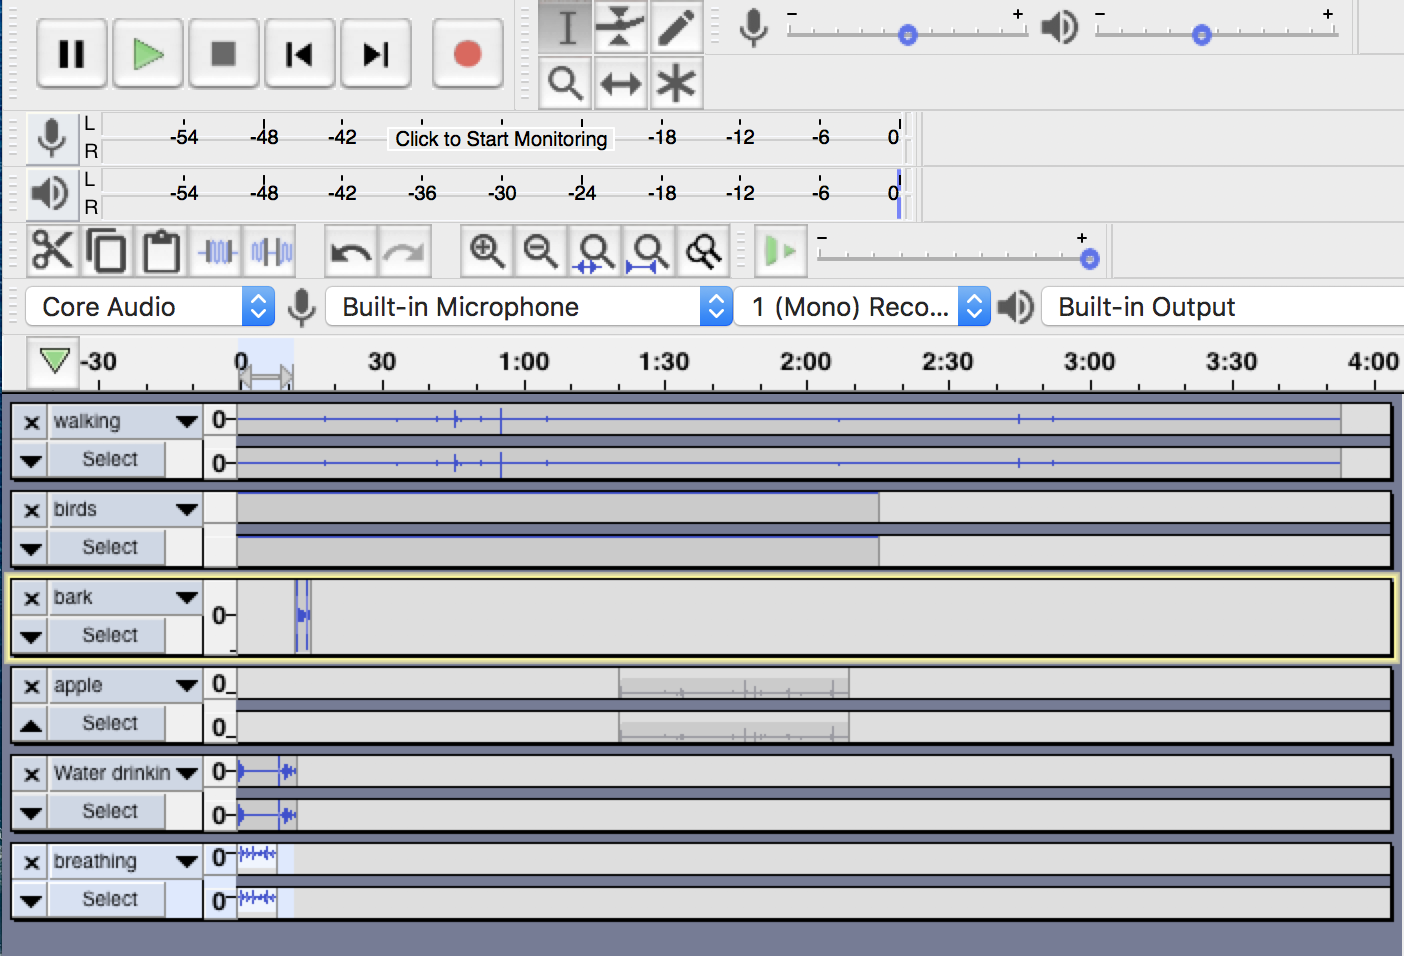 - + - +
L -54 -48 -42 Click to Start Monitoring -18 -12 -6 0
R
L -54 -48 -42 -36 -30 -24 -18 -12 -6 0
R
- +
Core Audio Built-in Microphone 1 (Mono) Reco... Built-in Output
-30 0 30 1:00 1:30 2:00 2:30 3:00 3:30 4:00
x walking 0-
Select 0-
x birds
Select
x bark 0-
Select
x apple 0_
Select 0_
x Water drinkin 0-
Select 0-
x breathing 0-
Select 0-